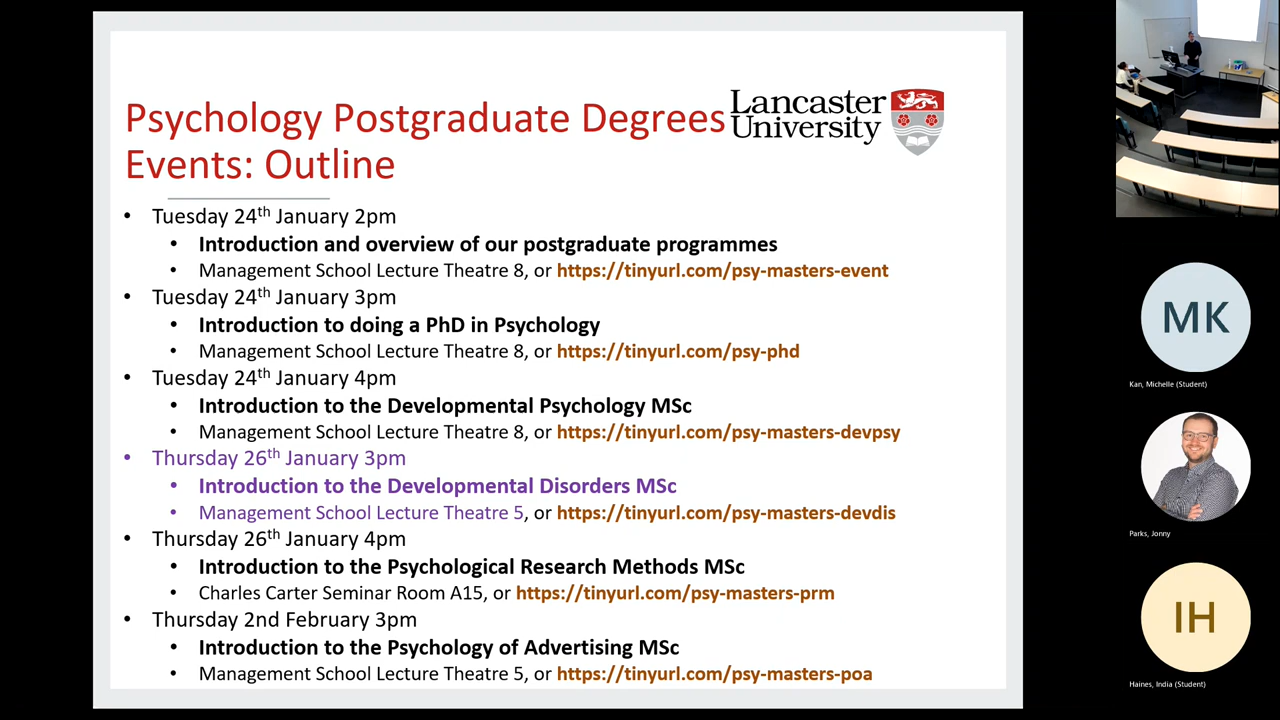 Psychology Postgraduate Degrees
Events: Outline
Lancaster
University
• Tuesday 24th January 2pm
• Introduction and overview of our postgraduate programmes
• Management School Lecture Theatre 8, or https://tinyurl.com/psy-masters-event
• Tuesday 24th January 3pm
• Introduction to doing a PhD in Psychology
• Management School Lecture Theatre 8, or https://tinyurl.com/psy-phd
• Tuesday 24th January 4pm
• Introduction to the Developmental Psychology MSc
• Management School Lecture Theatre 8, or https://tinyurl.com/psy-masters-devpsy
• Thursday 26th January 3pm
• Introduction to the Developmental Disorders MSc
• Management School Lecture Theatre 5, or https://tinyurl.com/psy-masters-devdis
• Thursday 26th January 4pm
• Introduction to the Psychological Research Methods MSc
• Charles Carter Seminar Room A15, or https://tinyurl.com/psy-masters-prm
• Thursday 2nd February 3pm
• Introduction to the Psychology of Advertising MSc
• Management School Lecture Theatre 5, or https://tinyurl.com/psy-masters-poa
MK
Kan, Michelle (Student)
Parks, Jonny
IH
Haines, India (Student)